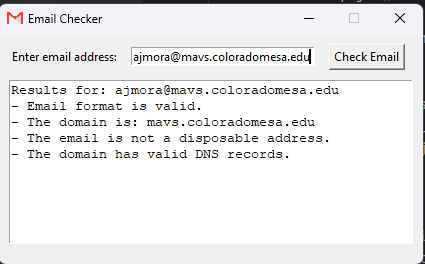 Email Checker
Enter email address: ajmora@mavs.coloradomesa.edu Check Email
Results for: ajmora@mavs.coloradomesa.edu
- Email format is valid.
- The domain is: mavs.coloradomesa.edu
- The email is not a disposable address.
- The domain has valid DNS records.